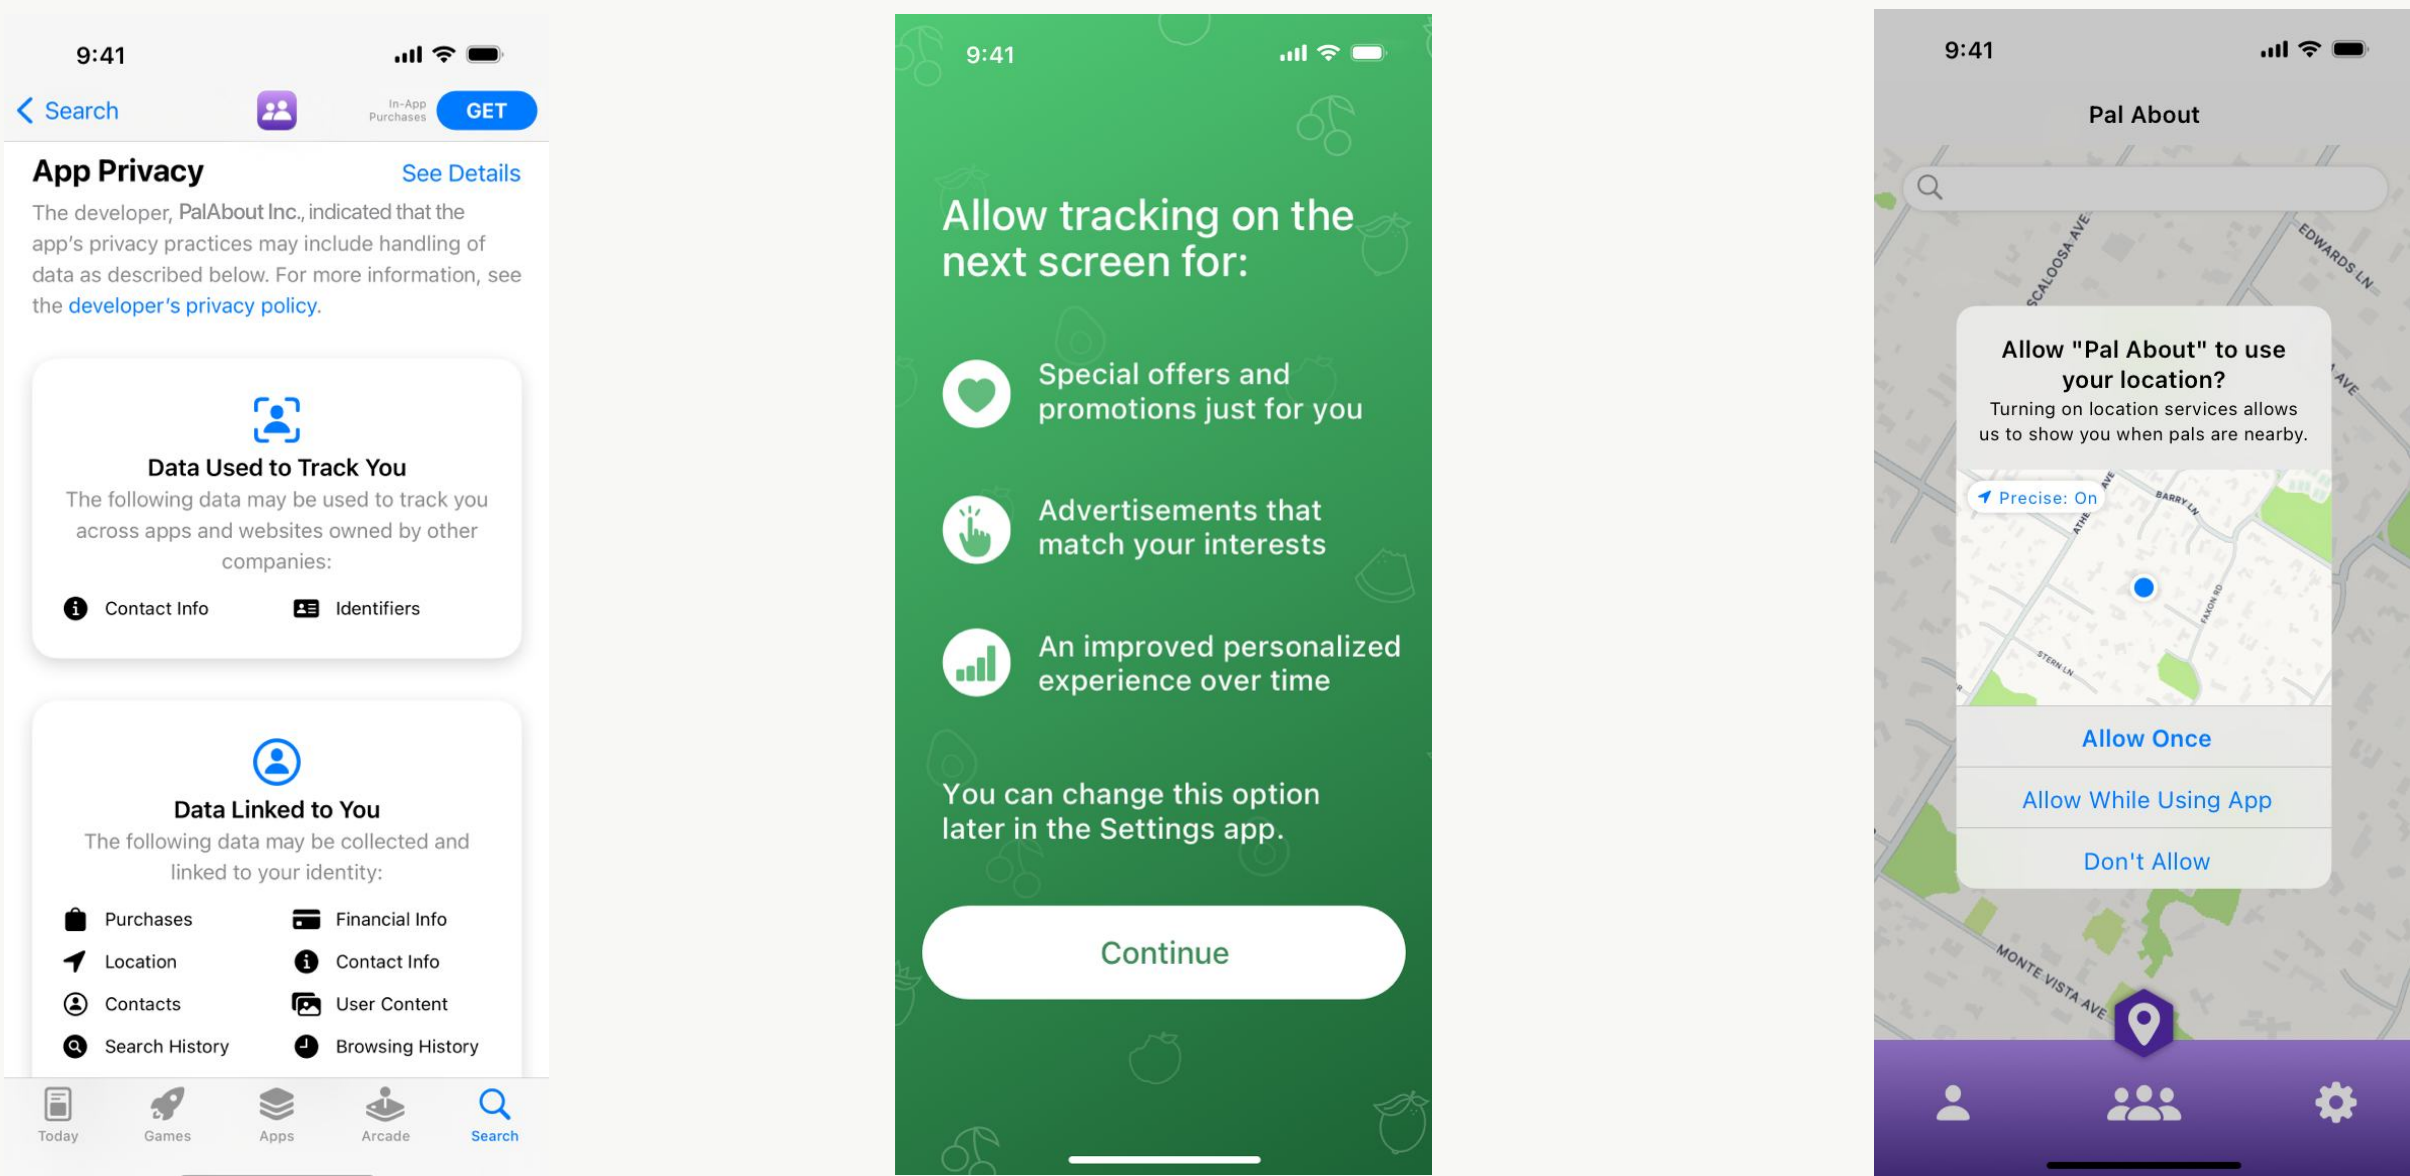 9:41
Search
In-App
Purchases
GET
App Privacy
See Details
The developer, PalAbout Inc., indicated that the
app's privacy practices may include handling of
data as described below. For more information, see
the developer's privacy policy.
Data Used to Track You
The following data may be used to track you
across apps and websites owned by other
companies:
Contact Info
Identifiers
Data Linked to You
The following data may be collected and
linked to your identity:
Purchases
Financial Info
Location
Contact Info
Contacts
User Content
Search History
Browsing History
Today
Games
Apps
Arcade
Search
9:41
Allow tracking on the
next screen for:
Special offers and
promotions just for you
Advertisements that
match your interests
An improved personalized
experience over time
You can change this option
later in the Settings app.
Continue
9:41
Pal About
SCALOOSA AVE
EDWARDS LN
AVE
Allow "Pal About" to use
your location?
Turning on location services allows
us to show you when pals are nearby.
Precise: On
ATHE
AVE
BARRY LN
FAXON RD
STERN LN
Allow Once
Allow While Using App
Don't Allow
MONTE VISTA AVE